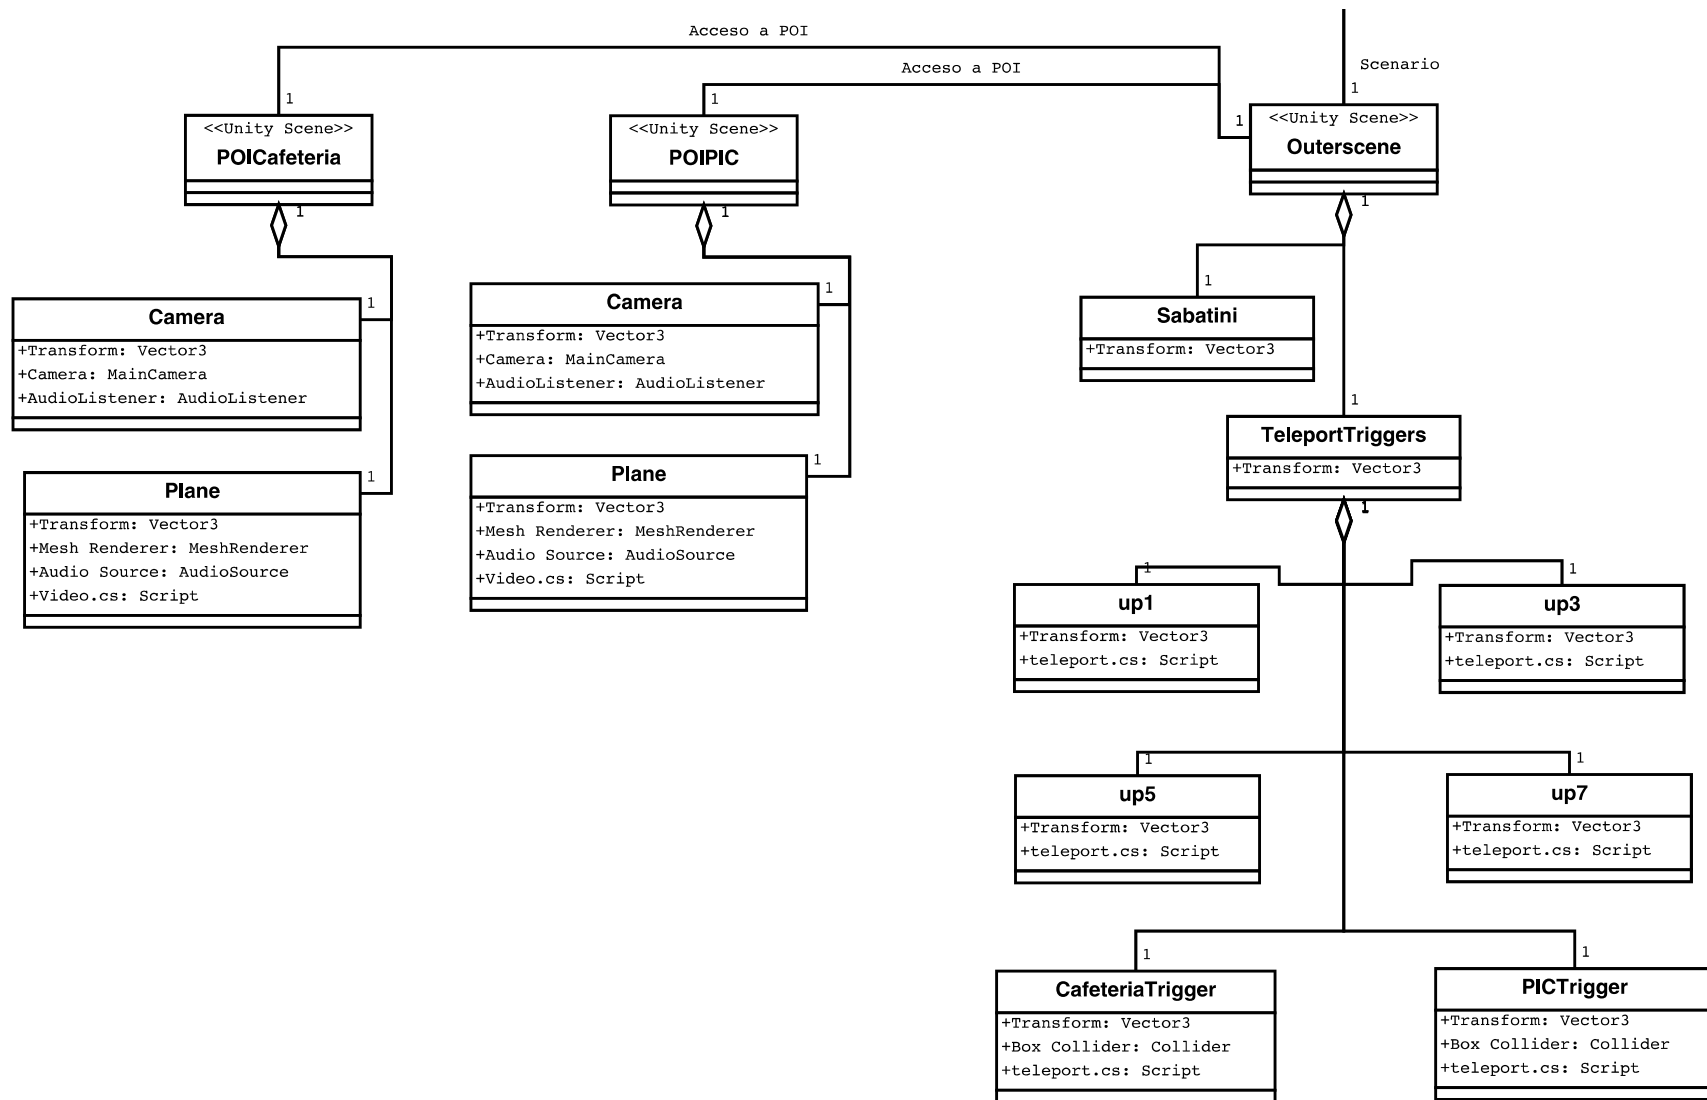 Acceso a POI
Acceso a POI
Scenario
1
1
1
1
<<Unity Scene>>
POICafeteria
<<Unity Scene>>
POIPIC
<<Unity Scene>>
Outerscene
1
1
1
1
Camera
+Transform: Vector3
+Camera: MainCamera
+AudioListener: AudioListener
1
Plane
+Transform: Vector3
+Mesh Renderer: MeshRenderer
+Audio Source: AudioSource
+Video.cs: Script
1
Camera
+Transform: Vector3
+Camera: MainCamera
+AudioListener: AudioListener
1
Plane
+Transform: Vector3
+Mesh Renderer: MeshRenderer
+Audio Source: AudioSource
+Video.cs: Script
1
Sabatini
+Transform: Vector3
1
TeleportTriggers
+Transform: Vector3
1
1
up1
+Transform: Vector3
+teleport.cs: Script
1
up3
+Transform: Vector3
+teleport.cs: Script
1
up5
+Transform: Vector3
+teleport.cs: Script
1
up7
+Transform: Vector3
+teleport.cs: Script
1
CafeteriaTrigger
+Transform: Vector3
+Box Collider: Collider
+teleport.cs: Script
1
PICTrigger
+Transform: Vector3
+Box Collider: Collider
+teleport.cs: Script